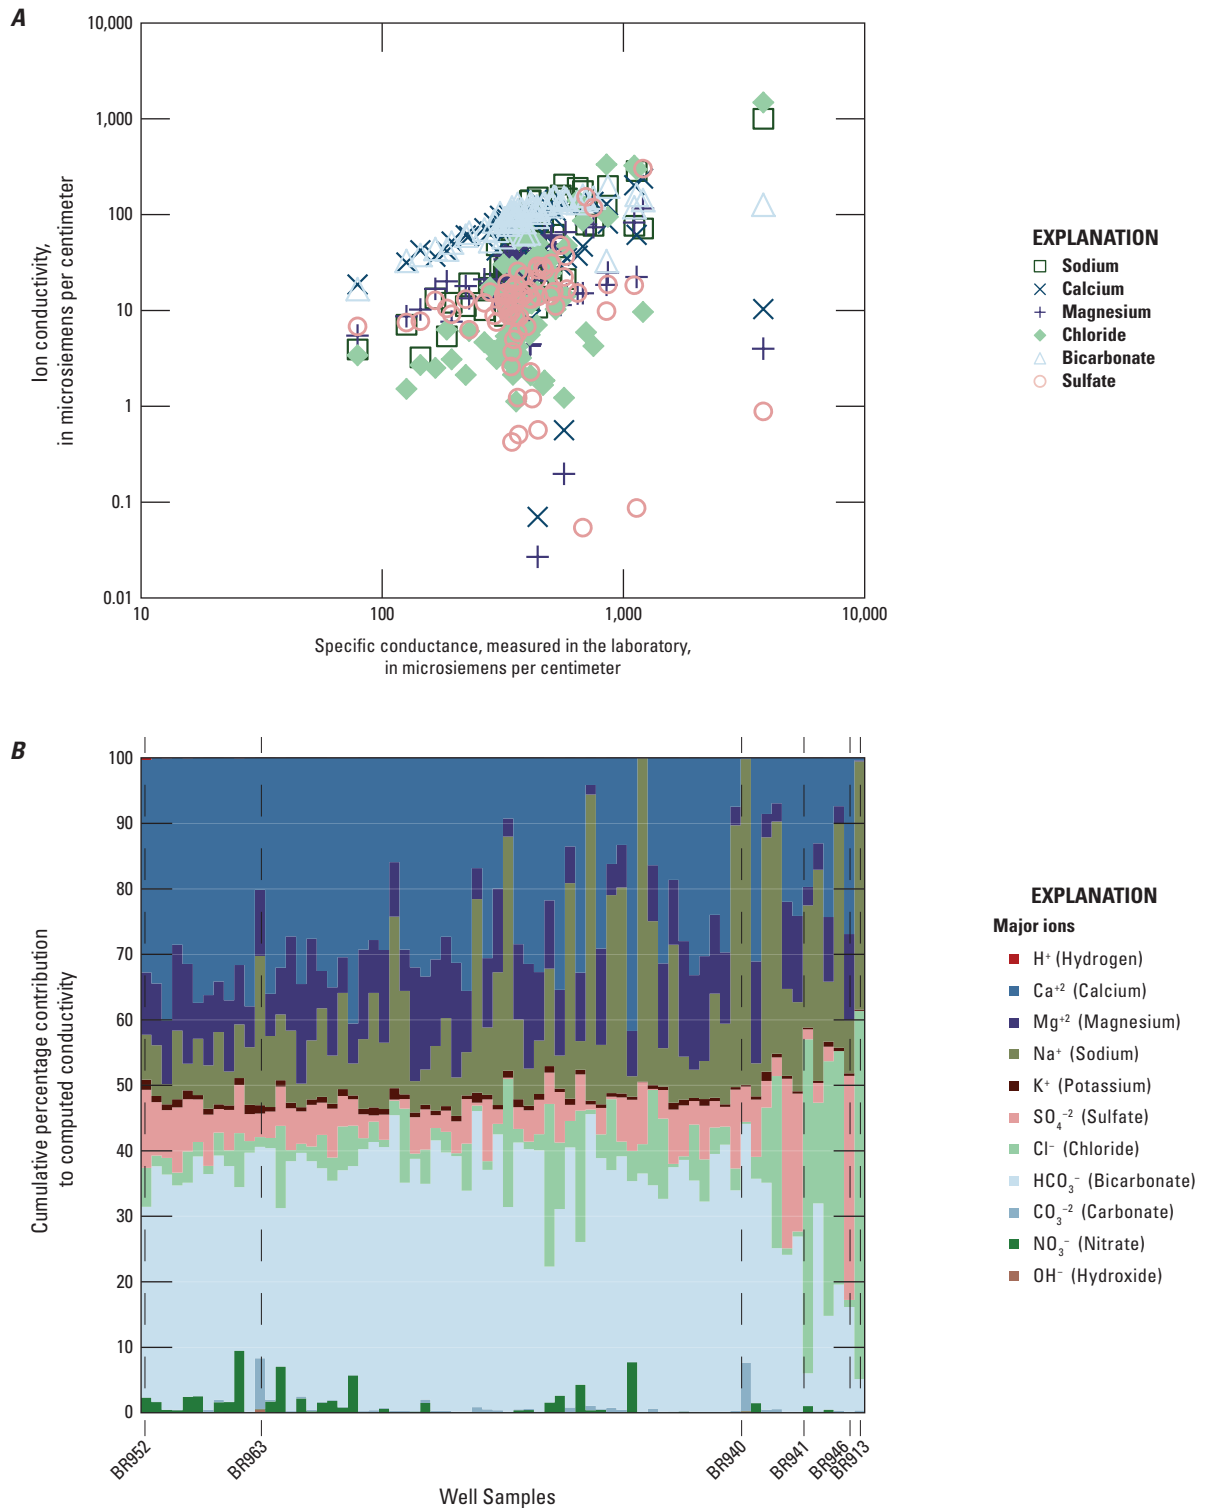 A
10,000
1,000
100
10
1
0.1
0.01
Ion conductivity,
in microsiemens per centimeter
10
100
1,000
10,000
Specific conductance, measured in the laboratory,
in microsiemens per centimeter
EXPLANATION
Sodium
Calcium
Magnesium
Chloride
Bicarbonate
Sulfate
B
100
90
80
70
60
50
40
30
20
10
0
Cumulative percentage contribution
to computed conductivity
BR952
BR963
BR940
BR941
BR946
BR913
Well Samples
EXPLANATION
Major ions
H⁺ (Hydrogen)
Ca⁺² (Calcium)
Mg⁺² (Magnesium)
Na⁺ (Sodium)
K⁺ (Potassium)
SO₄⁻² (Sulfate)
Cl⁻ (Chloride)
HCO₃⁻ (Bicarbonate)
CO₃⁻² (Carbonate)
NO₃⁻ (Nitrate)
OH⁻ (Hydroxide)